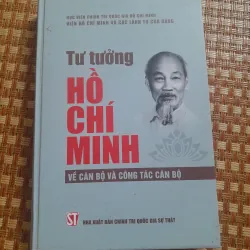 HỌC VIỆN CHÍNH TRỊ QUỐC GIA HỒ CHÍ MINH
VIỆN HỒ CHÍ MINH VÀ CÁC LÃNH TỤ CỦA ĐẢNG
Tư tưởng
HỒ
CHÍ
MINH
VỀ CÁN BỘ VÀ CÔNG TÁC CÁN BỘ
ST
NHÀ XUẤT BẢN CHÍNH TRỊ QUỐC GIA SỰ THẬT